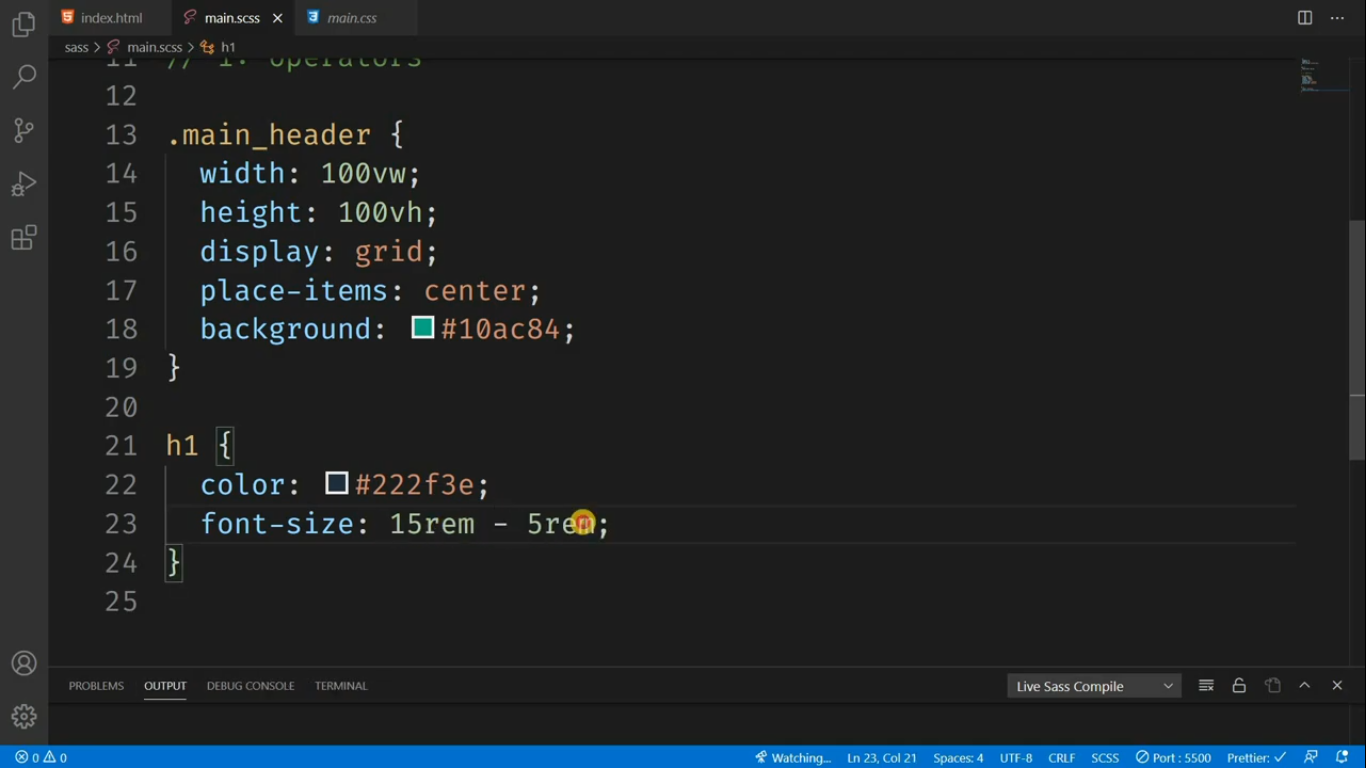 index.html main.scss main.css
sass > main.scss > h1
11 // 1. operators
12
13 .main_header {
14 width: 100vw;
15 height: 100vh;
16 display: grid;
17 place-items: center;
18 background: #10ac84;
19 }
20
21 h1 {
22 color: #222f3e;
23 font-size: 15rem - 5rem;
24 }
25
PROBLEMS OUTPUT DEBUG CONSOLE TERMINAL Live Sass Compile
0 0 Watching... Ln 23, Col 21 Spaces: 4 UTF-8 CRLF SCSS Port : 5500 Prettier: ✓